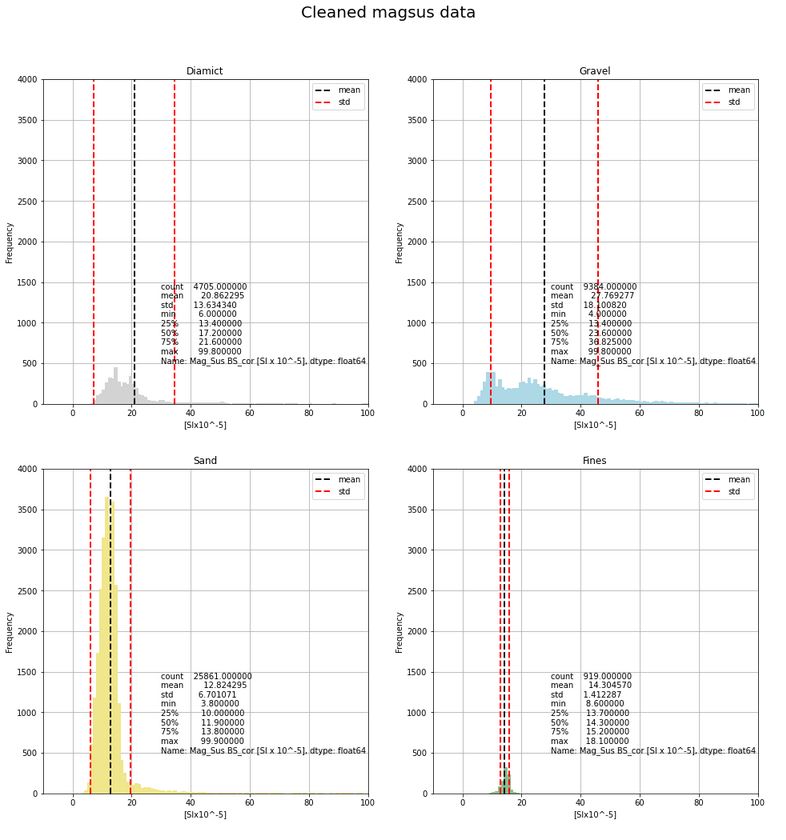 Cleaned magsus data
Diamict
4000
3500
3000
2500
2000
1500
1000
500
0
Frequency
mean
std
count 4705.000000
mean 20.862295
std 13.634340
min 6.000000
25% 13.400000
50% 17.200000
75% 21.600000
max 99.800000
Name: Mag_Sus BS_cor [SI x 10^-5], dtype: float64
0 20 40 60 80 100
[SIx10^-5]
Gravel
4000
3500
3000
2500
2000
1500
1000
500
0
Frequency
mean
std
count 9384.000000
mean 27.769277
std 18.100820
min 4.000000
25% 13.400000
50% 23.600000
75% 36.825000
max 99.800000
Name: Mag_Sus BS_cor [SI x 10^-5], dtype: float64
0 20 40 60 80 100
[SIx10^-5]
Sand
4000
3500
3000
2500
2000
1500
1000
500
0
Frequency
mean
std
count 25861.000000
mean 12.824295
std 6.701071
min 3.800000
25% 10.000000
50% 11.900000
75% 13.800000
max 99.900000
Name: Mag_Sus BS_cor [SI x 10^-5], dtype: float64
0 20 40 60 80 100
[SIx10^-5]
Fines
4000
3500
3000
2500
2000
1500
1000
500
0
Frequency
mean
std
count 919.000000
mean 14.304570
std 1.412287
min 8.600000
25% 13.700000
50% 14.300000
75% 15.200000
max 18.100000
Name: Mag_Sus BS_cor [SI x 10^-5], dtype: float64
0 20 40 60 80 100
[SIx10^-5]